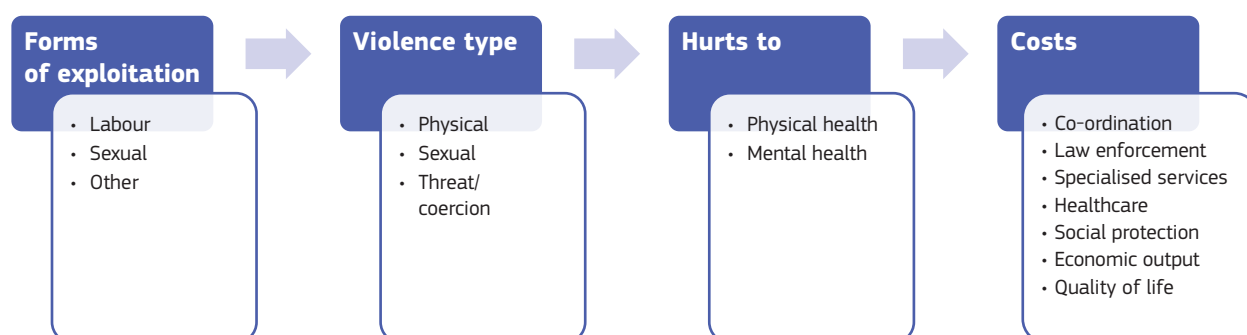 Forms
of exploitation
• Labour
• Sexual
• Other
Violence type
• Physical
• Sexual
• Threat/
coercion
Hurts to
• Physical health
• Mental health
Costs
• Co-ordination
• Law enforcement
• Specialised services
• Healthcare
• Social protection
• Economic output
• Quality of life